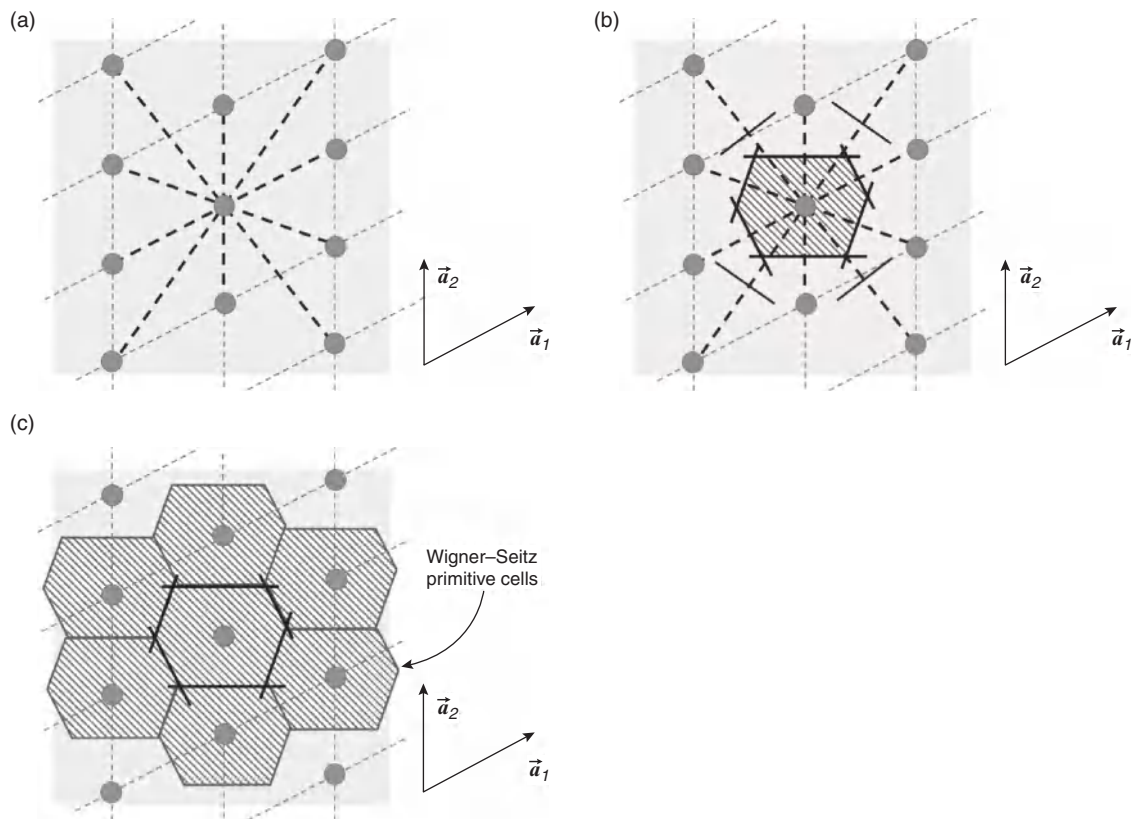 (a)
(b)
a⃗2
a⃗1
a⃗2
a⃗1
(c)
Wigner–Seitz
primitive cells
a⃗2
a⃗1